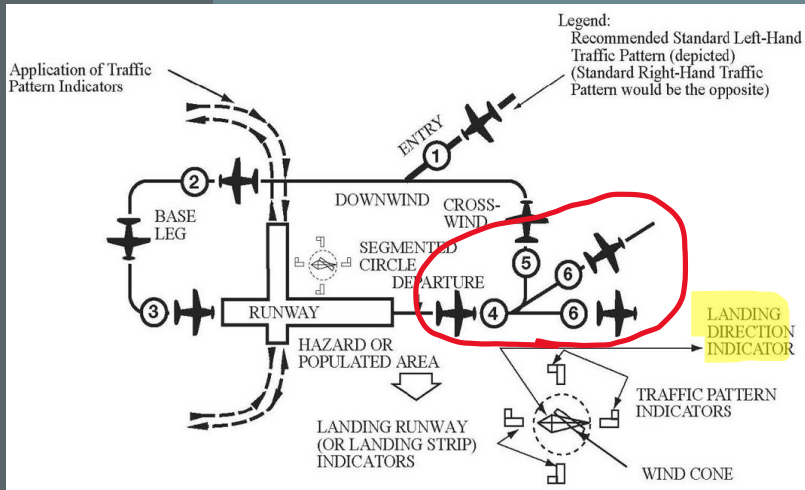 Legend:
Recommended Standard Left-Hand
Traffic Pattern (depicted)
(Standard Right-Hand Traffic
Pattern would be the opposite)
Application of Traffic
Pattern Indicators
ENTRY
1
2
DOWNWIND
CROSS-
WIND
BASE
LEG
SEGMENTED
CIRCLE
5
6
DEPARTURE
3
RUNWAY
4
6
LANDING
DIRECTION
INDICATOR
HAZARD OR
POPULATED AREA
TRAFFIC PATTERN
INDICATORS
LANDING RUNWAY
(OR LANDING STRIP)
INDICATORS
WIND CONE